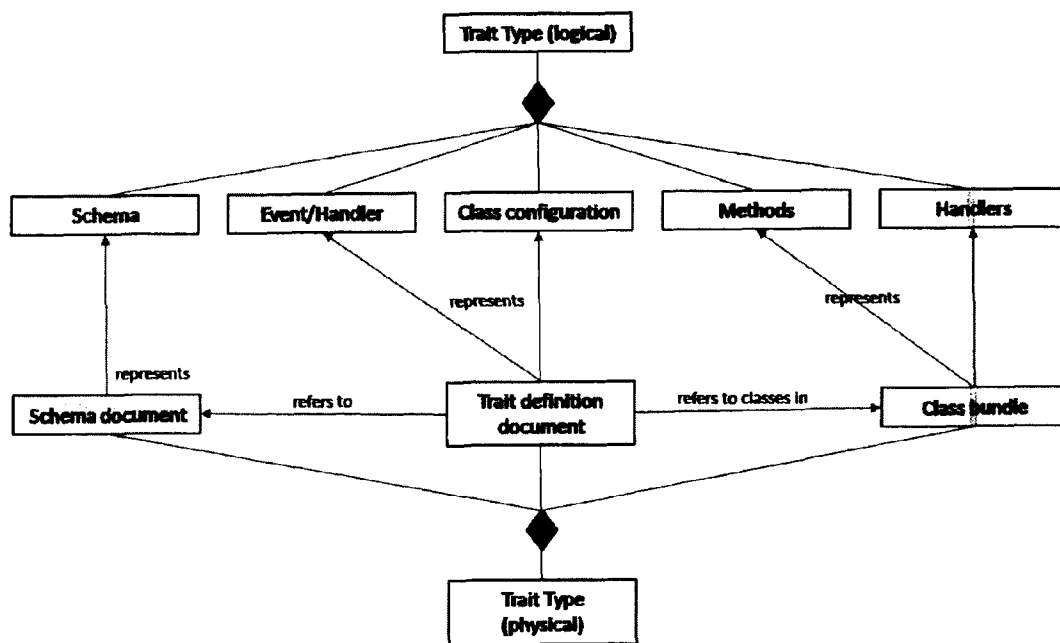 Trait Type (logical)
Schema
Event/Handler
Class configuration
Methods
Handlers
represents
represents
represents
Schema document
refers to
Trait definition
document
refers to classes in
Class bundle
Trait Type
(physical)